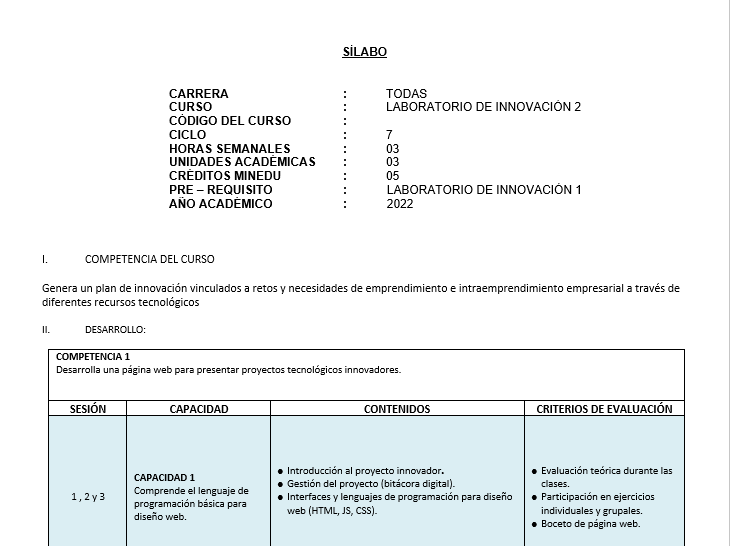 SÍLABO
CARRERA : TODAS
CURSO : LABORATORIO DE INNOVACIÓN 2
CÓDIGO DEL CURSO :
CICLO : 7
HORAS SEMANALES : 03
UNIDADES ACADÉMICAS : 03
CRÉDITOS MINEDU : 05
PRE – REQUISITO : LABORATORIO DE INNOVACIÓN 1
AÑO ACADÉMICO : 2022
I. COMPETENCIA DEL CURSO
Genera un plan de innovación vinculados a retos y necesidades de emprendimiento e intraemprendimiento empresarial a través de
diferentes recursos tecnológicos
II. DESARROLLO:
COMPETENCIA 1
Desarrolla una página web para presentar proyectos tecnológicos innovadores.
SESIÓN CAPACIDAD CONTENIDOS CRITERIOS DE EVALUACIÓN
1 , 2 y 3
CAPACIDAD 1
Comprende el lenguaje de
programación básica para
diseño web.
● Introducción al proyecto innovador.
● Gestión del proyecto (bitácora digital).
● Interfaces y lenguajes de programación para diseño
web (HTML, JS, CSS).
● Evaluación teórica durante las
clases.
● Participación en ejercicios
individuales y grupales.
● Boceto de página web.